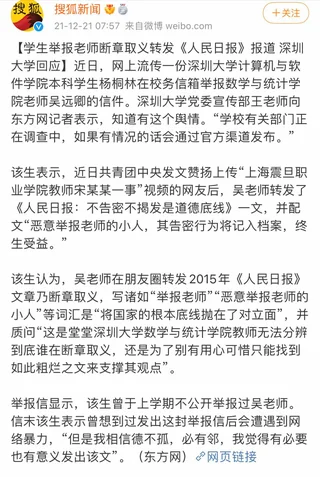 搜狐新闻
21-12-21 07:57 来自微博 weibo.com
+关注
【学生举报老师断章取义转发《人民日报》报道 深圳
大学回应】近日，网上流传一份深圳大学计算机与软
件学院本科学生杨桐林在校务信箱举报数学与统计学
院老师吴远卿的信件。深圳大学党委宣传部王老师向
东方网记者表示，知道有这个舆情。“学校有关部门正
在调查中，如果有情况的话会通过官方渠道发布。”
该生表示，近日共青团中央发文赞扬上传“上海震旦职
业学院教师宋某某一事”视频的网友后，吴老师转发了
《人民日报：不告密不揭发是道德底线》一文，并配
文“恶意举报老师的小人，其告密行为将记入档案，终
生受益。”
该生认为，吴老师在朋友圈转发2015年《人民日报》
文章乃断章取义，写诸如“举报老师”“恶意举报老师的
小人”等词汇是“将国家的根本底线抛在了对立面”，并
质问“这是堂堂深圳大学数学与统计学院教师无法分辨
到底谁在断章取义，还是为了别有用心可惜只能找到
如此粗烂之文来支撑其观点”。
举报信显示，该生曾于上学期不公开举报过吴老师。
信末该生表示曾想到过发出这封举报信后会遭遇到网
络暴力，“但是我相信德不孤，必有邻，我觉得有必要
也有意义发出该文”。（东方网）网页链接